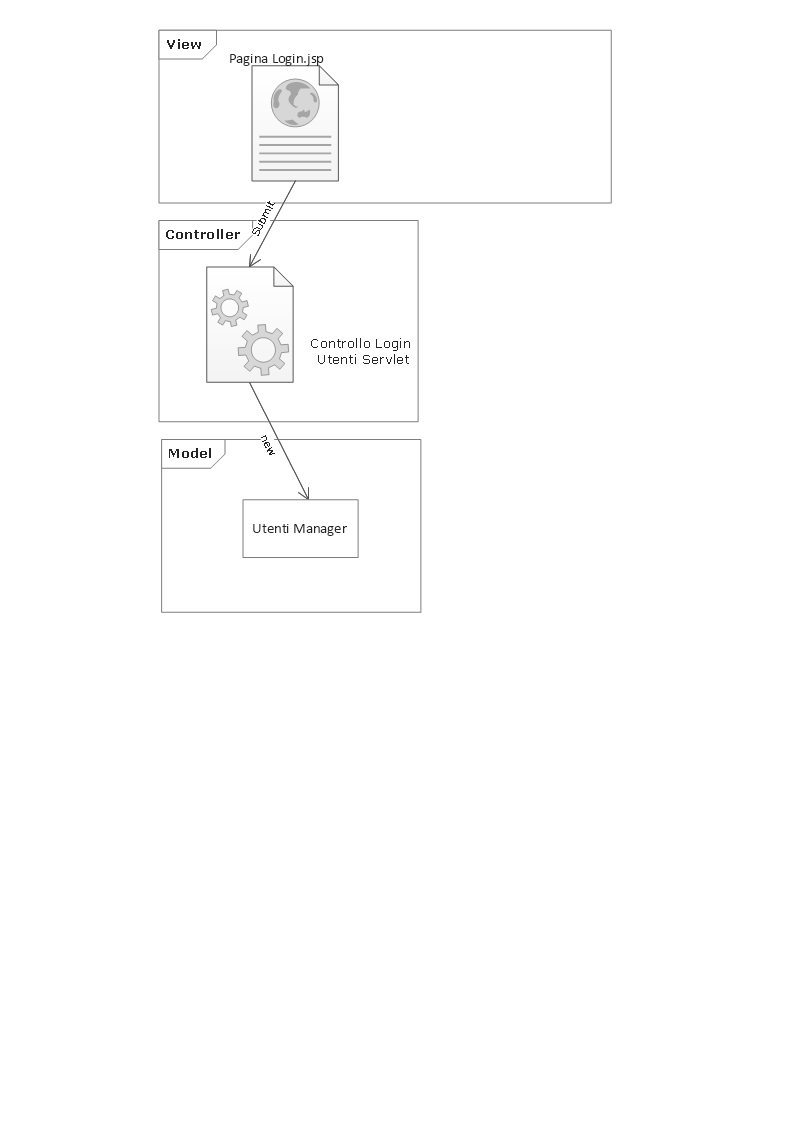 View
Pagina Login.jsp
Submit
Controller
Controllo Login
Utenti Servlet
new
Model
Utenti Manager